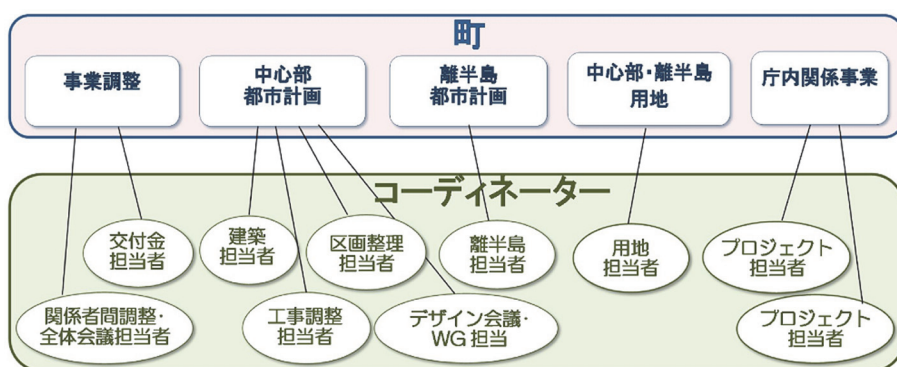 町
事業調整
中心部
都市計画
離半島
都市計画
中心部・離半島
用地
庁内関係事業
コーディネーター
交付金
担当者
建築
担当者
区画整理
担当者
離半島
担当者
用地
担当者
プロジェクト
担当者
関係者間調整・
全体会議担当者
工事調整
担当者
デザイン会議・
WG担当
プロジェクト
担当者